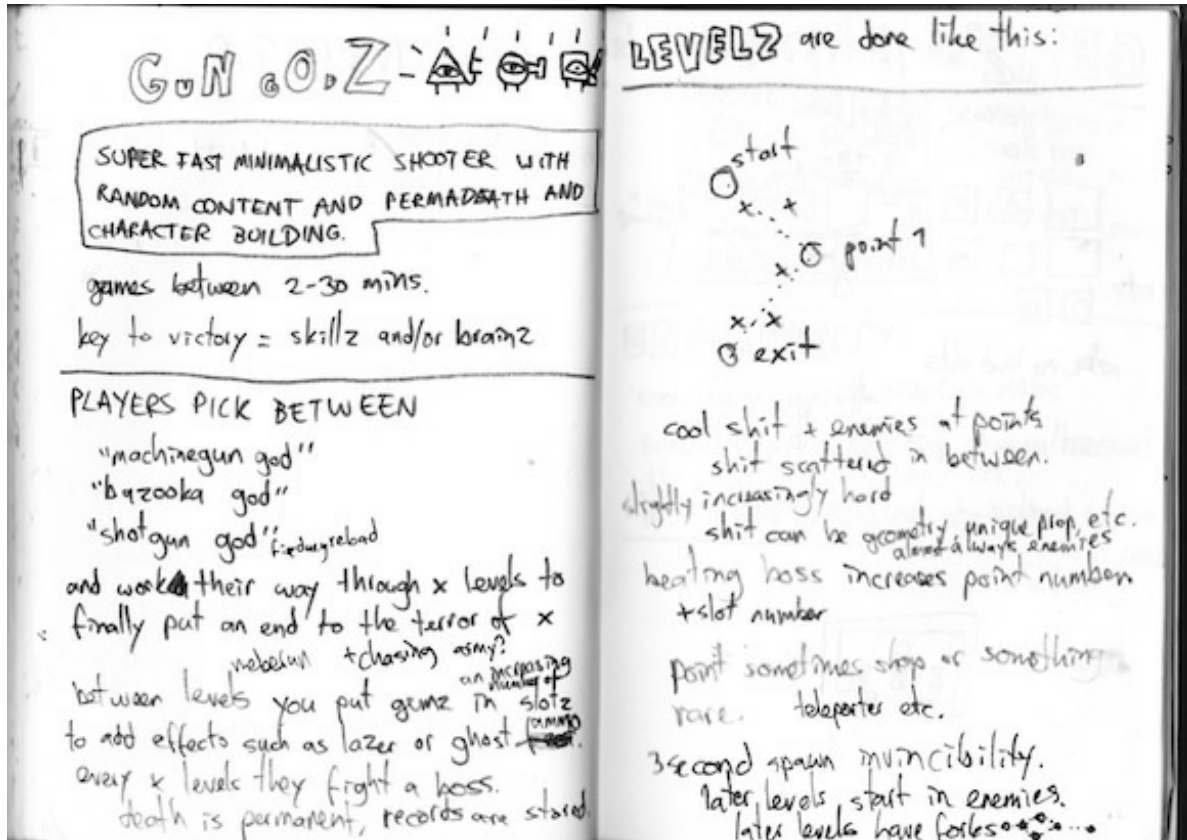 GUN GODZ
SUPER FAST MINIMALISTIC SHOOTER WITH
RANDOM CONTENT AND PERMADEATH AND
CHARACTER BUILDING.
games between 2-30 mins.
key to victory = skillz and/or brainz
PLAYERS PICK BETWEEN
"machinegun god"
"bazooka god"
"shotgun god"
and work their way through x levels to
finally put an end to the terror of x
+chasing army?
an increasing
number of
between levels you put gemz in slotz
to add effects such as lazer or ghost ammo
every x levels they fight a boss.
death is permanent, records are stored.
LEVELZ are done like this:
start
point 1
exit
cool shit + enemies at points
shit scattered in between.
slightly increasingly hard
shit can be geometry, unique prop, etc.
almost always enemies
beating boss increases point number
+ slot number
point sometimes shop or something
rare. teleporter etc.
3 second spawn invincibility.
later levels start in enemies.
later levels have forks